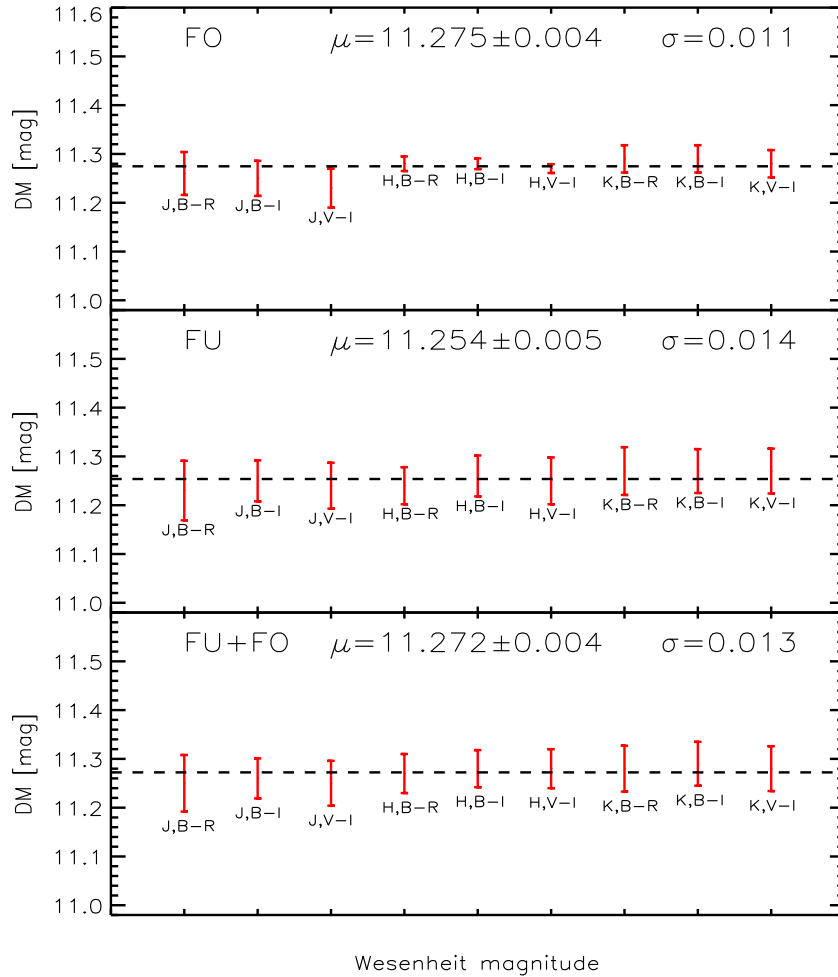 FO μ=11.275±0.004 σ=0.011
11.6
11.5
11.4
11.3
11.2
11.1
11.0
DM [mag]
J,B-R J,B-I J,V-I H,B-R H,B-I H,V-I K,B-R K,B-I K,V-I
FU μ=11.254±0.005 σ=0.014
11.5
11.4
11.3
11.2
11.1
11.0
DM [mag]
J,B-R J,B-I J,V-I H,B-R H,B-I H,V-I K,B-R K,B-I K,V-I
FU+FO μ=11.272±0.004 σ=0.013
11.5
11.4
11.3
11.2
11.1
11.0
DM [mag]
J,B-R J,B-I J,V-I H,B-R H,B-I H,V-I K,B-R K,B-I K,V-I
Wesenheit magnitude